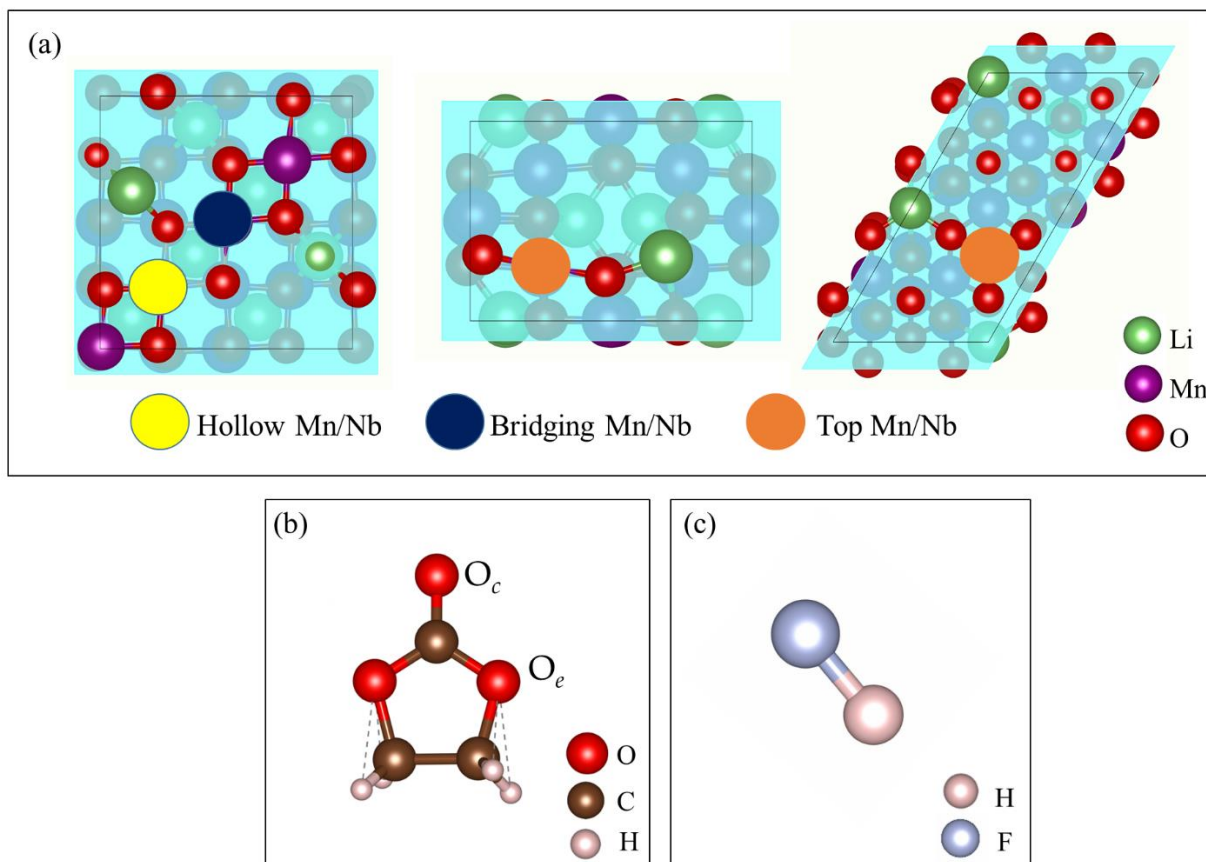 (a)
Li
Mn
O
Hollow Mn/Nb
Bridging Mn/Nb
Top Mn/Nb
(b)
Oc
Oe
O
C
H
(c)
H
F